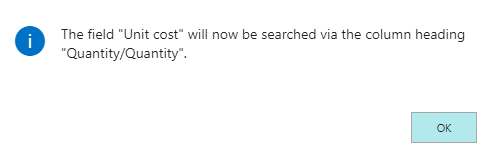 The field "Unit cost" will now be searched via the column heading
"Quantity/Quantity".
OK